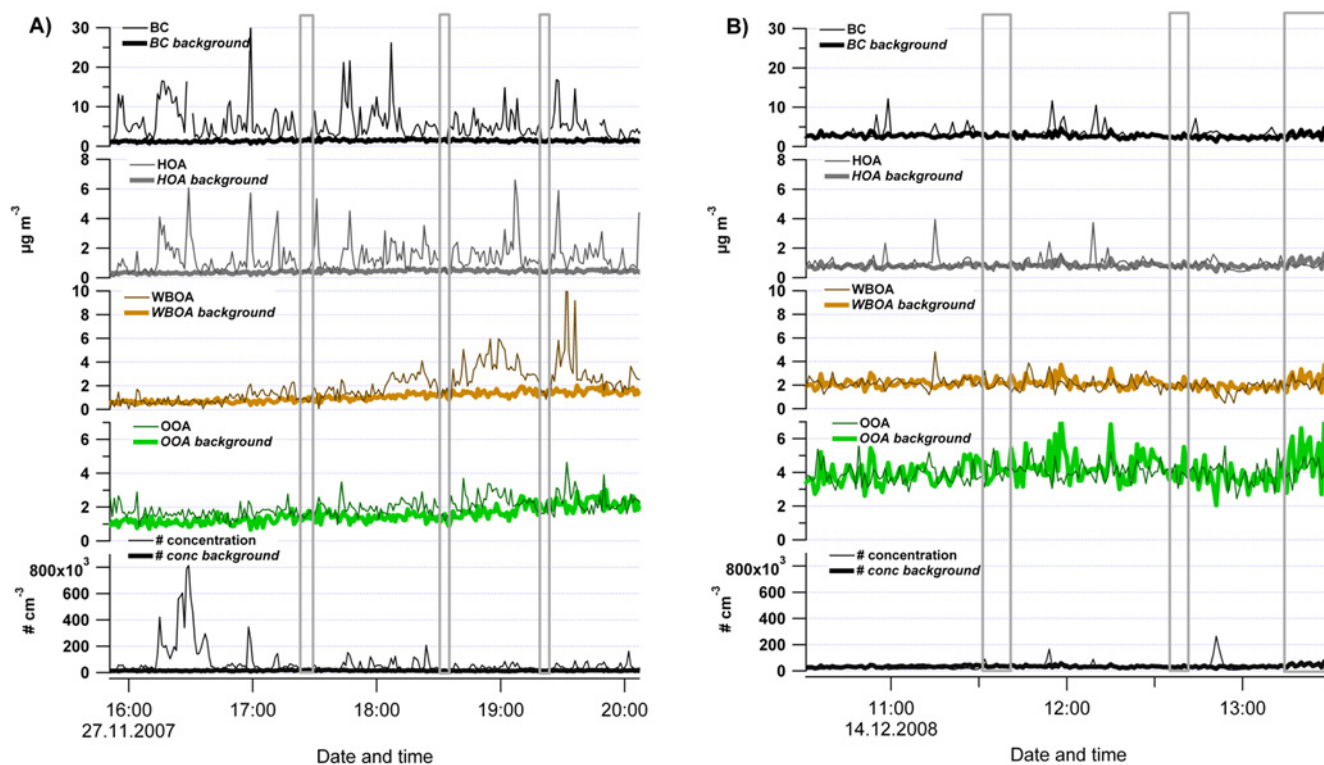 A)
30
20
10
0
BC
BC background
8
6
4
2
0
HOA
HOA background
µg m⁻³
10
8
6
4
2
0
WBOA
WBOA background
6
4
2
0
OOA
OOA background
800x10³
600
400
200
0
# concentration
# conc background
# cm⁻³
16:00 17:00 18:00 19:00 20:00
27.11.2007
Date and time
B)
30
20
10
0
BC
BC background
8
6
4
2
0
HOA
HOA background
µg m⁻³
10
8
6
4
2
0
WBOA
WBOA background
6
4
2
0
OOA
OOA background
800x10³
600
400
200
0
# concentration
# conc background
# cm⁻³
11:00 12:00 13:00
14.12.2008
Date and time